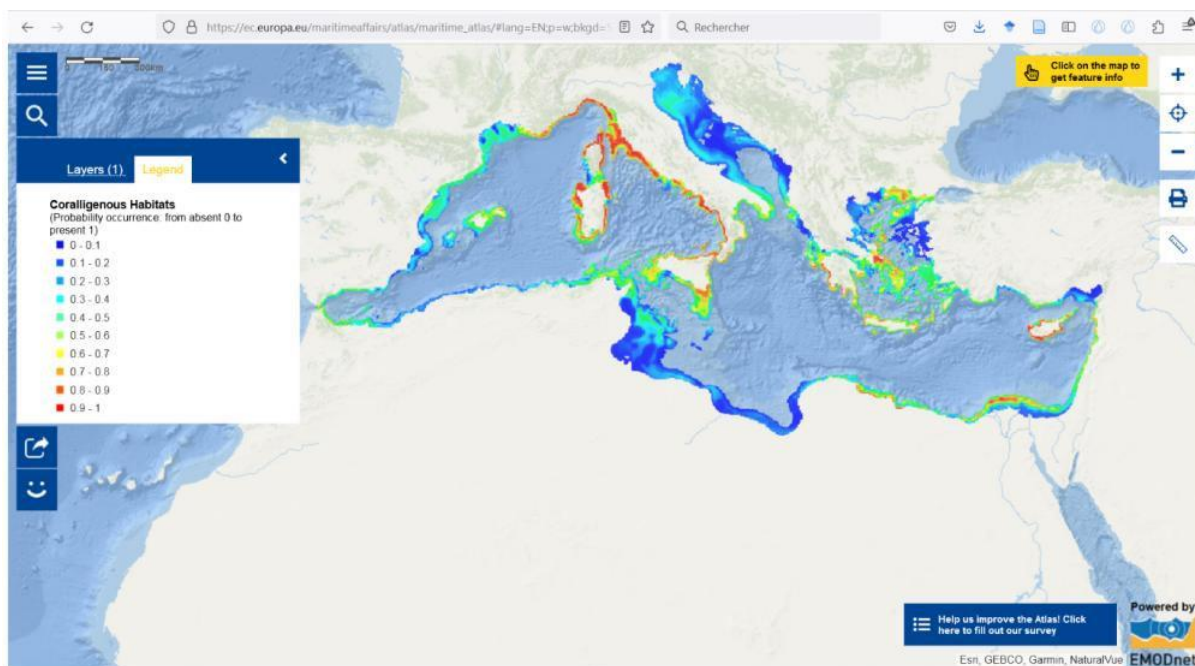 https://ec.europa.eu/maritimeaffairs/atlas/maritime_atlas/#lang=EN;p=w;bkgd=
Rechercher
Click on the map to
get feature info
Layers (1) Legend
Coralligenous Habitats
(Probability occurrence: from absent 0 to
present 1)
0 - 0.1
0.1 - 0.2
0.2 - 0.3
0.3 - 0.4
0.4 - 0.5
0.5 - 0.6
0.6 - 0.7
0.7 - 0.8
0.8 - 0.9
0.9 - 1
Help us improve the Atlas! Click
here to fill out our survey
Powered by
EMODnet
Esri, GEBCO, Garmin, NaturalVue